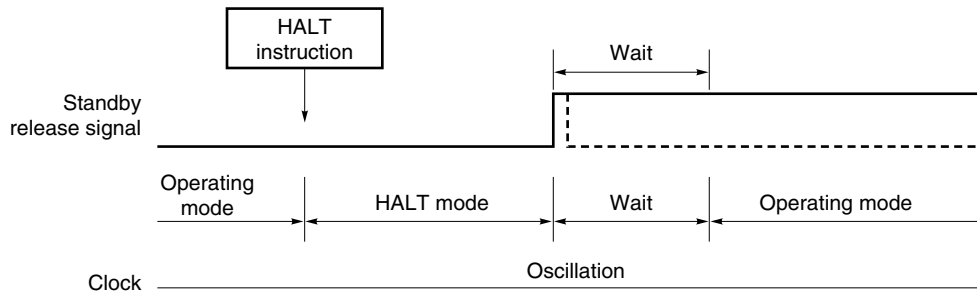 HALT
instruction
Wait
Standby
release signal
Operating
mode
HALT mode
Wait
Operating mode
Oscillation
Clock